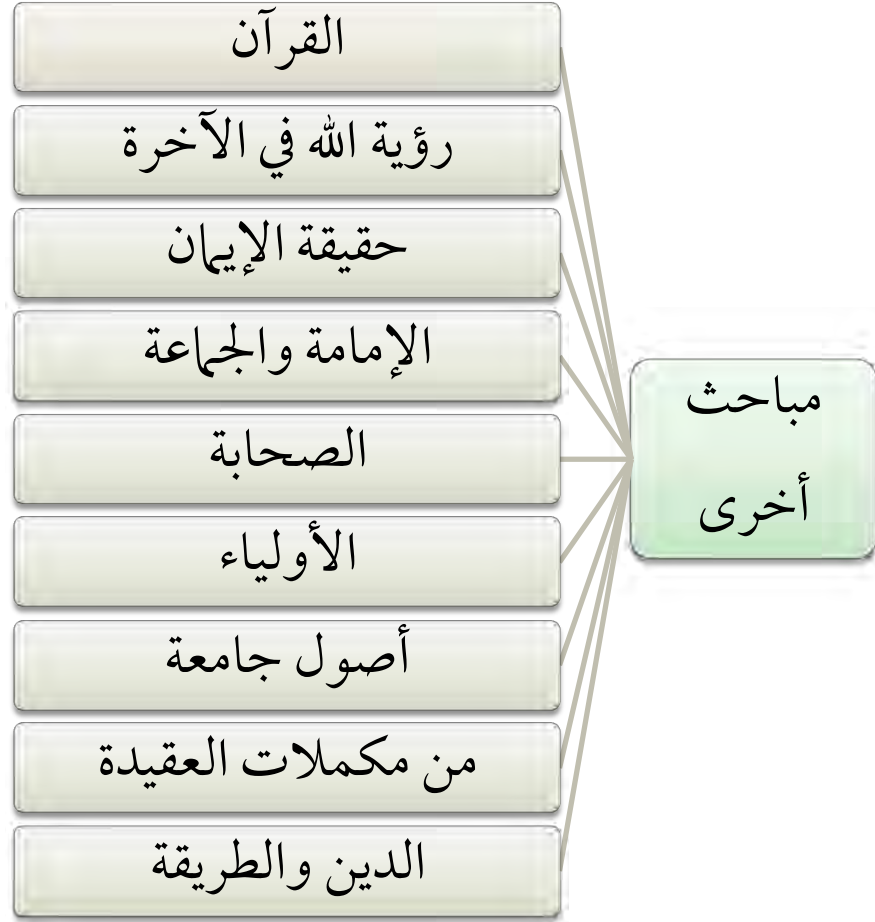 مباحث
أخرى
القرآن
رؤية الله في الآخرة
حقيقة الإيمان
الإمامة والجماعة
الصحابة
الأولياء
أصول جامعة
من مكملات العقيدة
الدين والطريقة